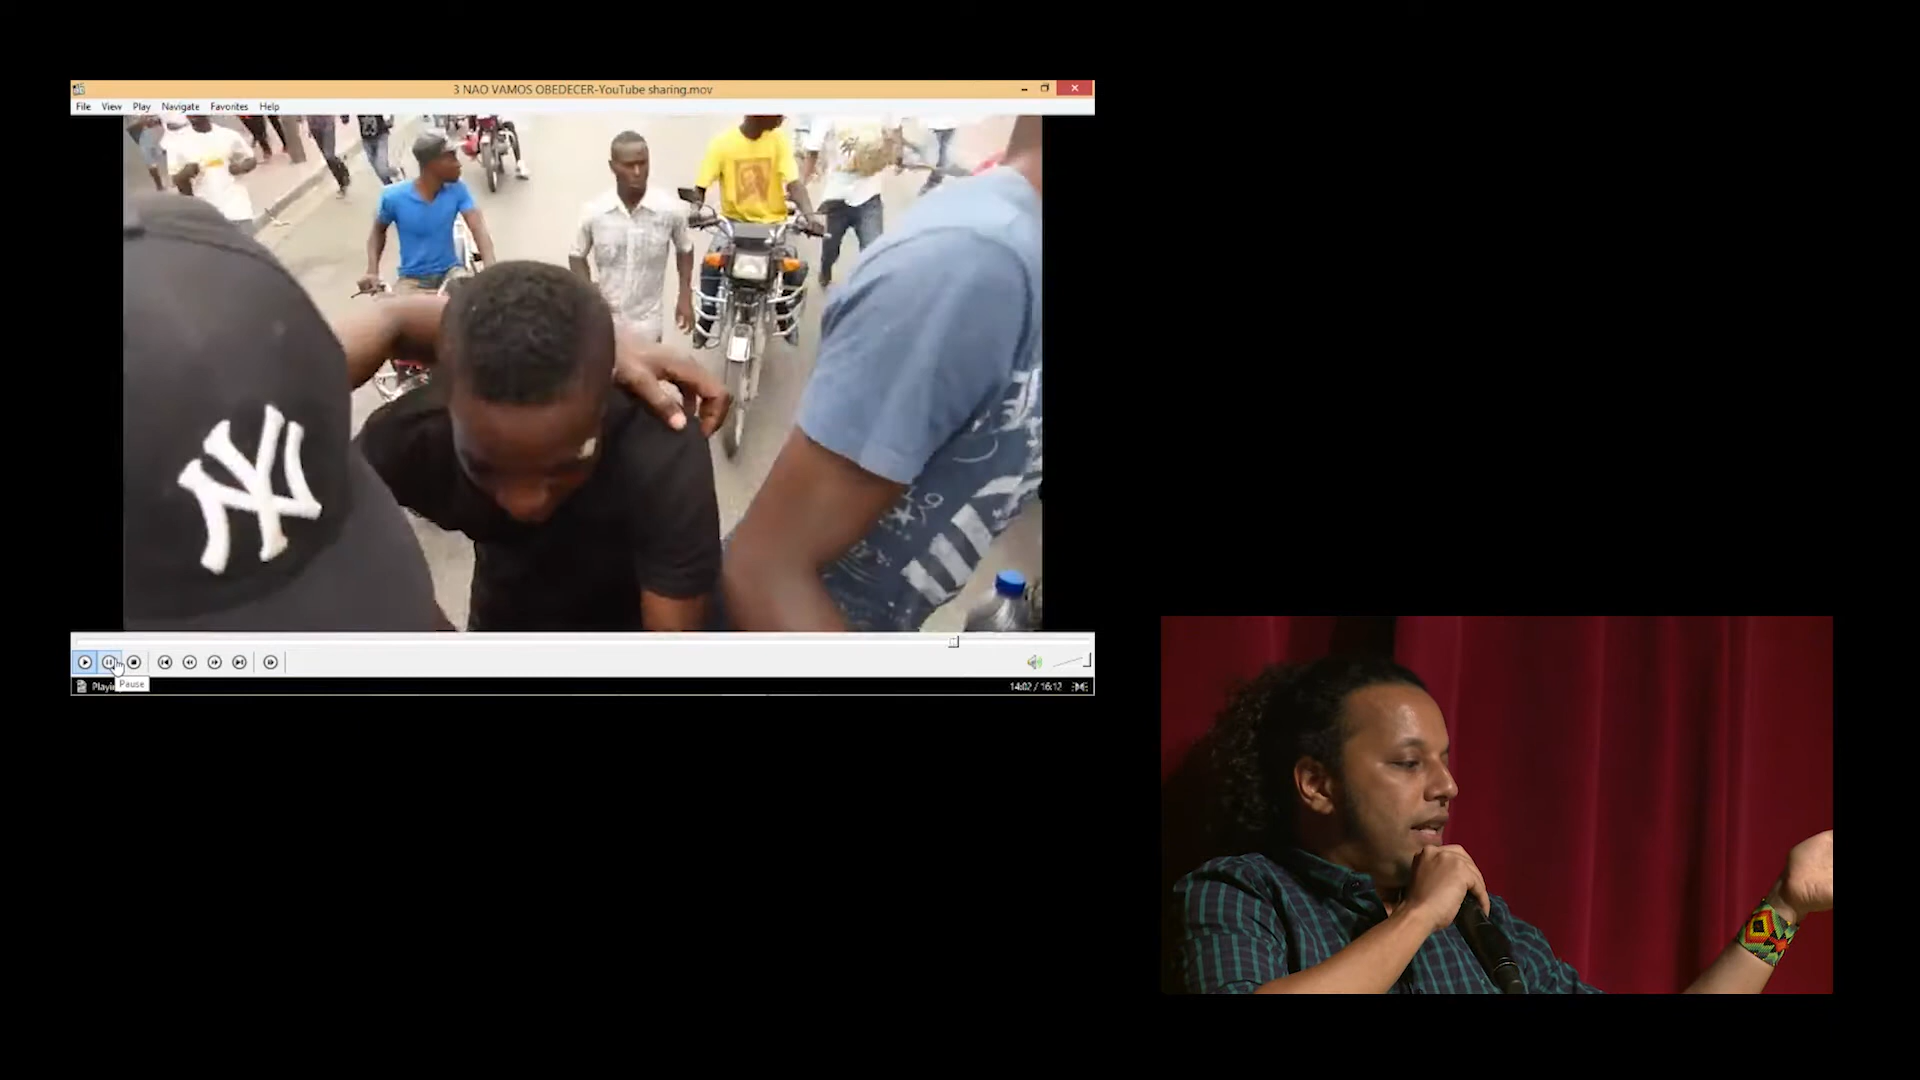 3 NAO VAMOS OBEDECER-YouTube sharing.mov
File View Play Navigate Favorites Help
NY
Pause
14:02 / 16:12